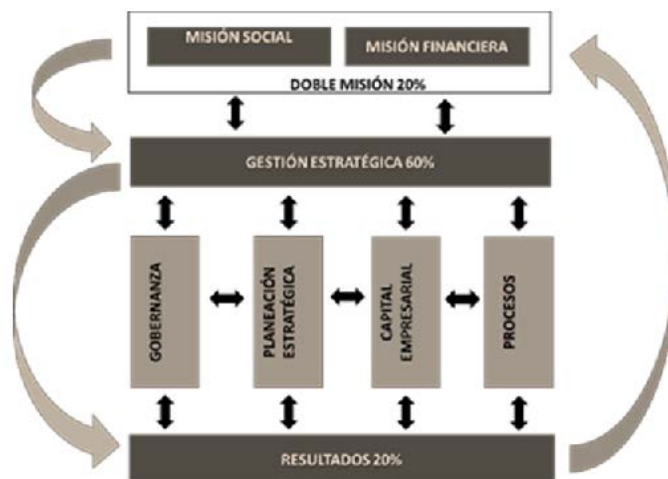 MISIÓN SOCIAL
MISIÓN FINANCIERA
DOBLE MISIÓN 20%
GESTIÓN ESTRATÉGICA 60%
GOBERNANZA
PLANEACIÓN
ESTRATÉGICA
CAPITAL
EMPRESARIAL
PROCESOS
RESULTADOS 20%